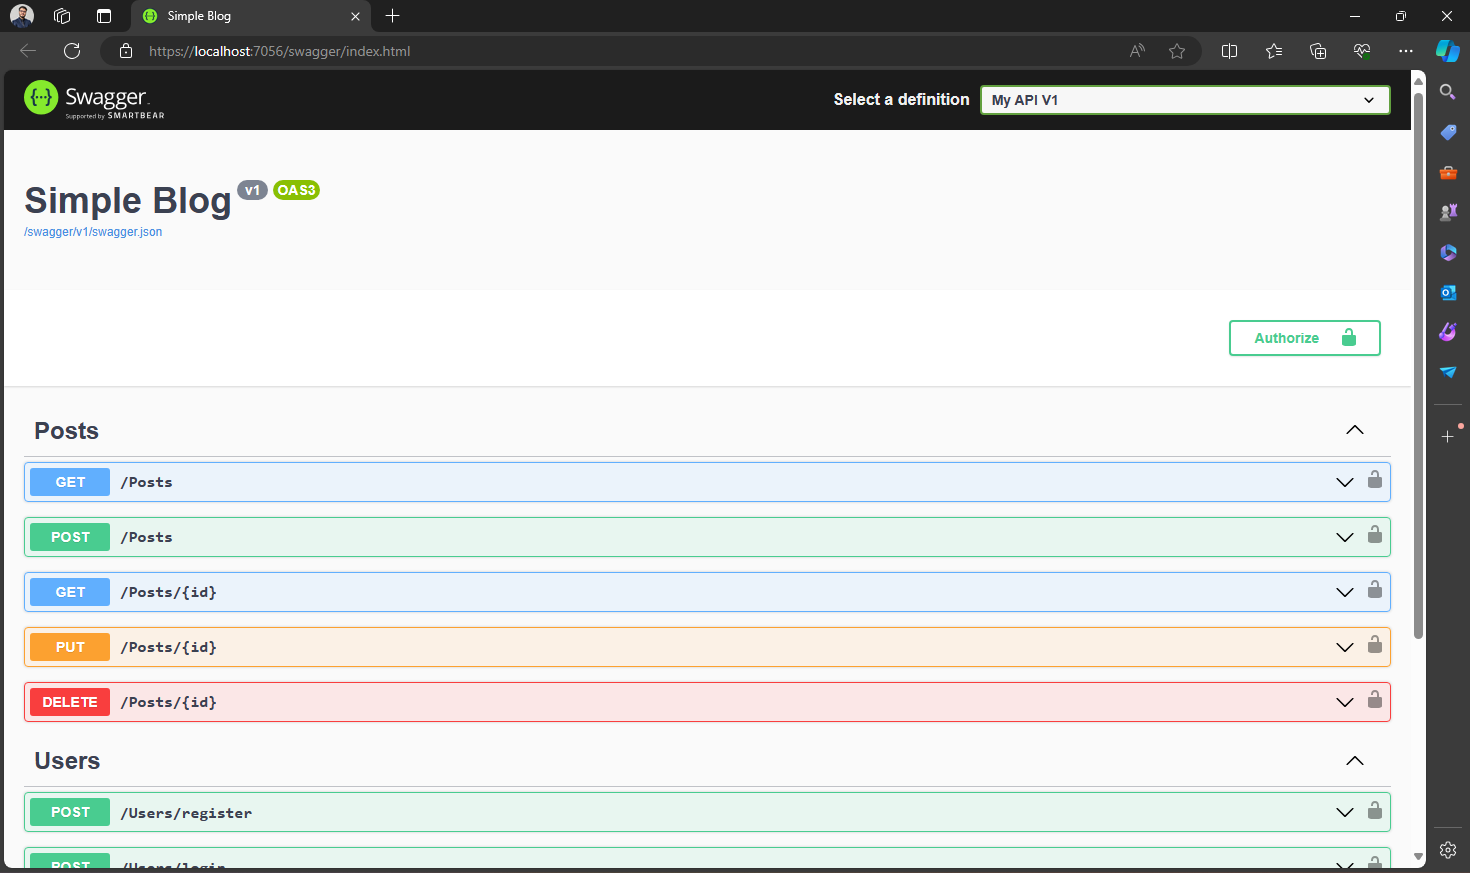 Simple Blog
https://localhost:7056/swagger/index.html
Swagger
Supported by SMARTBEAR
Select a definition
My API V1
Simple Blog v1 OAS3
/swagger/v1/swagger.json
Authorize
Posts
GET /Posts
POST /Posts
GET /Posts/{id}
PUT /Posts/{id}
DELETE /Posts/{id}
Users
POST /Users/register
POST /Users/login